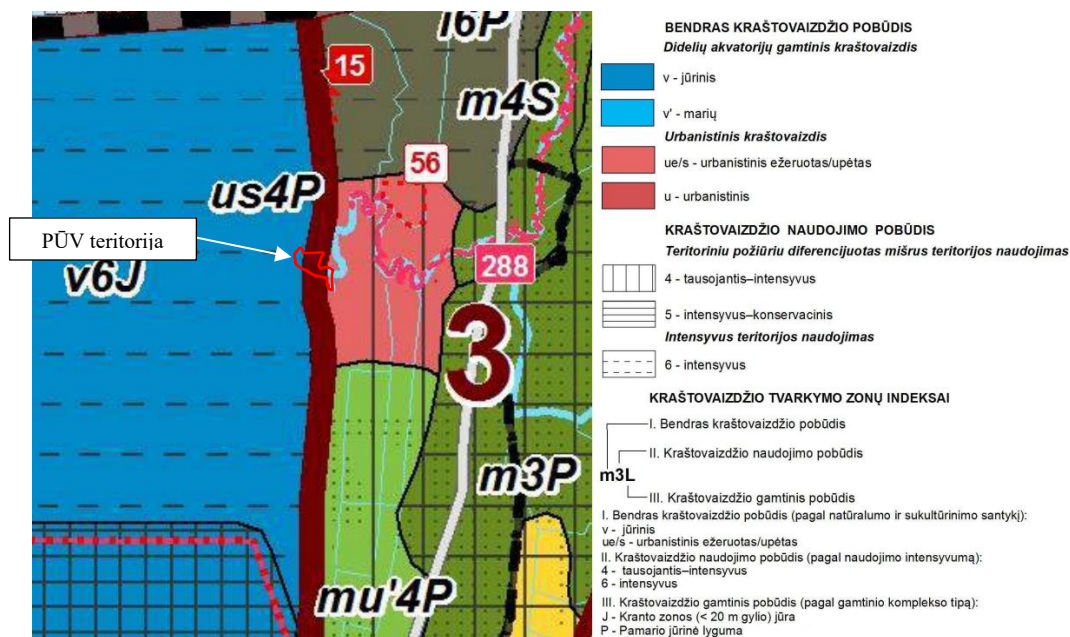 i6P
15
m4S
56
us4P
PŪV teritorija
288
v6J
3
m3P
mu'4P
BENDRAS KRAŠTOVAIZDŽIO POBŪDIS
Didelių akvatorijų gamtinis kraštovaizdis
v - jūrinis
v' - marių
Urbanistinis kraštovaizdis
ue/s - urbanistinis ežeruotas/upėtas
u - urbanistinis
KRAŠTOVAIZDŽIO NAUDOJIMO POBŪDIS
Teritoriniu požiūriu diferencijuotas mišrus teritorijos naudojimas
4 - tausojantis–intensyvus
5 - intensyvus–konservacinis
Intensyvus teritorijos naudojimas
6 - intensyvus
KRAŠTOVAIZDŽIO TVARKYMO ZONŲ INDEKSAI
I. Bendras kraštovaizdžio pobūdis
II. Kraštovaizdžio naudojimo pobūdis
m3L
III. Kraštovaizdžio gamtinis pobūdis
I. Bendras kraštovaizdžio pobūdis (pagal natūralumo ir sukultūrinimo santykį):
v - jūrinis
ue/s - urbanistinis ežeruotas/upėtas
II. Kraštovaizdžio naudojimo pobūdis (pagal naudojimo intensyvumą):
4 - tausojantis–intensyvus
6 - intensyvus
III. Kraštovaizdžio gamtinis pobūdis (pagal gamtinio komplekso tipą):
J - Kranto zonos (< 20 m gylio) jūra
P - Pamario jūrinė lyguma